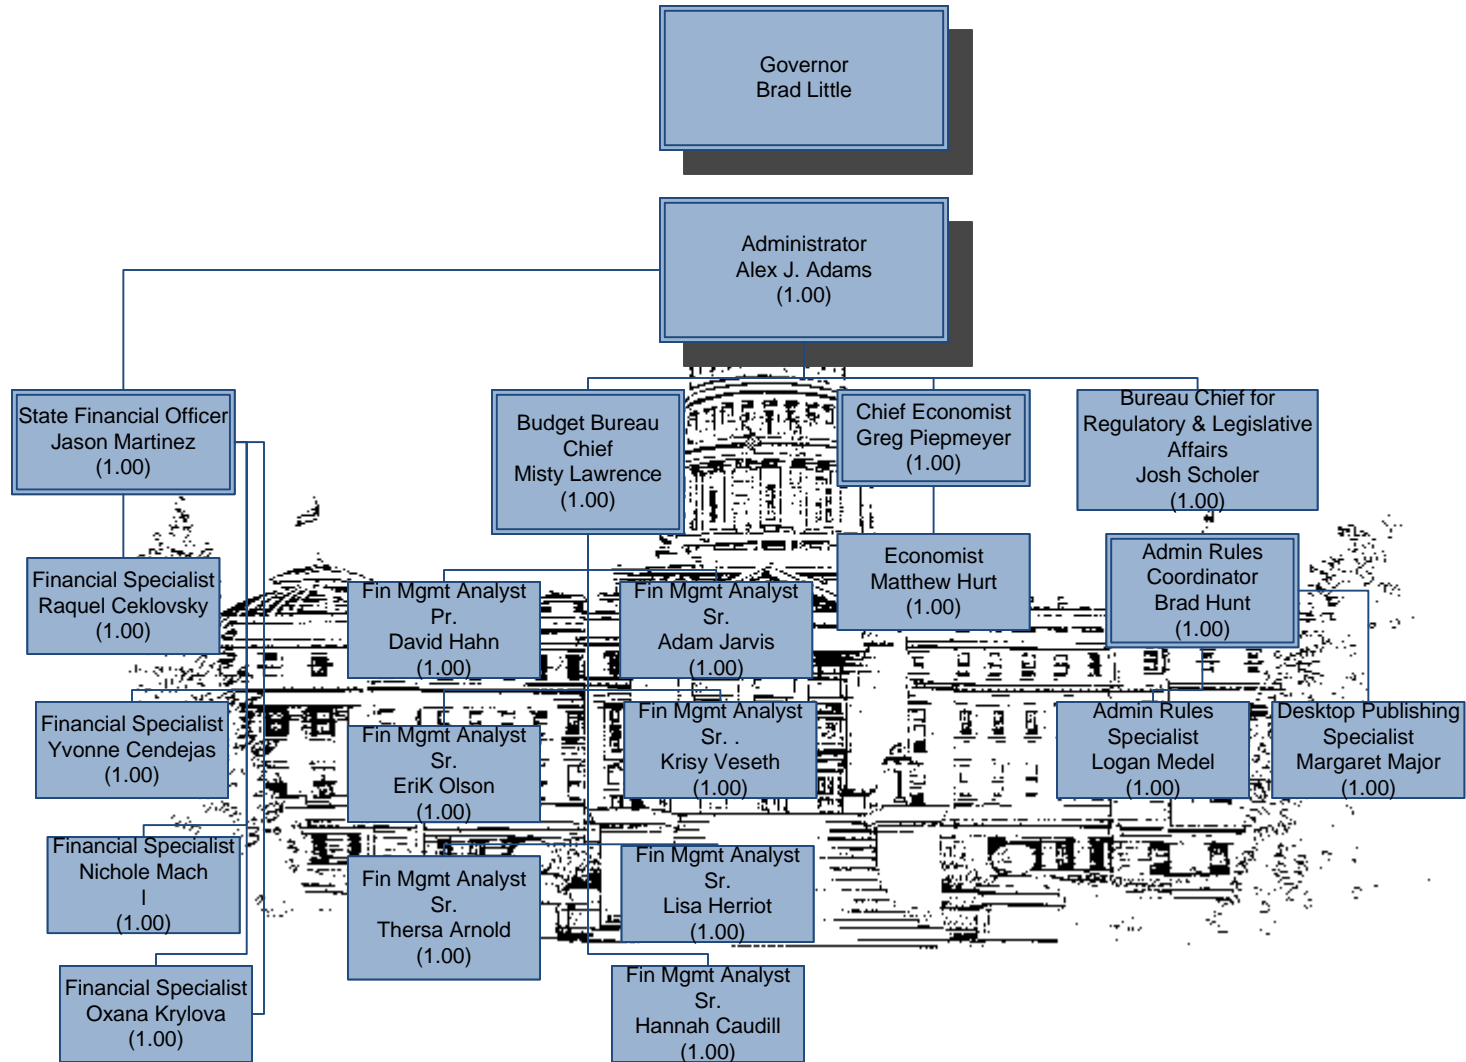 Governor
Brad Little
Administrator
Alex J. Adams
(1.00)
State Financial Officer
Jason Martinez
(1.00)
Budget Bureau
Chief
Misty Lawrence
(1.00)
Chief Economist
Greg Piepmeyer
(1.00)
Bureau Chief for
Regulatory & Legislative
Affairs
Josh Scholer
(1.00)
Financial Specialist
Raquel Ceklovsky
(1.00)
Fin Mgmt Analyst
Pr.
David Hahn
(1.00)
Fin Mgmt Analyst
Sr.
Adam Jarvis
(1.00)
Economist
Matthew Hurt
(1.00)
Admin Rules
Coordinator
Brad Hunt
(1.00)
Financial Specialist
Yvonne Cendejas
(1.00)
Fin Mgmt Analyst
Sr.
EriK Olson
(1.00)
Fin Mgmt Analyst
Sr. .
Krisy Veseth
(1.00)
Admin Rules
Specialist
Logan Medel
(1.00)
Desktop Publishing
Specialist
Margaret Major
(1.00)
Financial Specialist
Nichole Mach
I
(1.00)
Fin Mgmt Analyst
Sr.
Thersa Arnold
(1.00)
Fin Mgmt Analyst
Sr.
Lisa Herriot
(1.00)
Financial Specialist
Oxana Krylova
(1.00)
Fin Mgmt Analyst
Sr.
Hannah Caudill
(1.00)